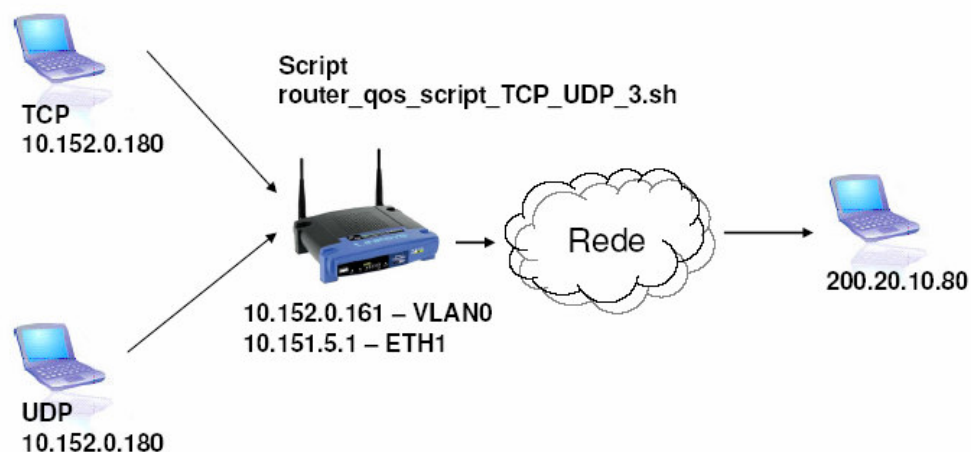 TCP
10.152.0.180
Script
router_qos_script_TCP_UDP_3.sh
10.152.0.161 – VLAN0
10.151.5.1 – ETH1
Rede
200.20.10.80
UDP
10.152.0.180